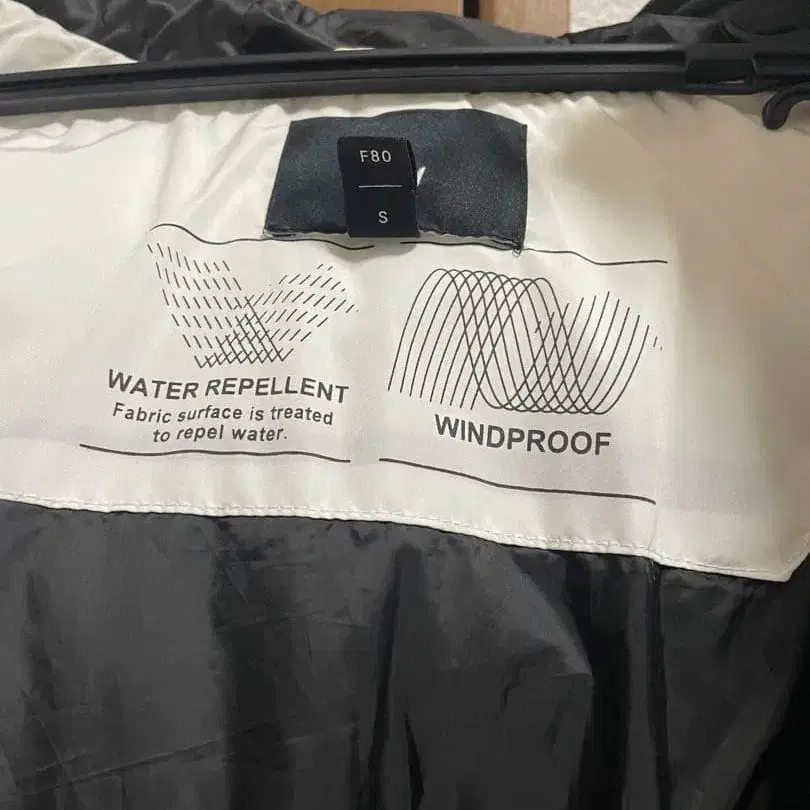 F80
S
WATER REPELLENT
Fabric surface is treated
to repel water.
WINDPROOF